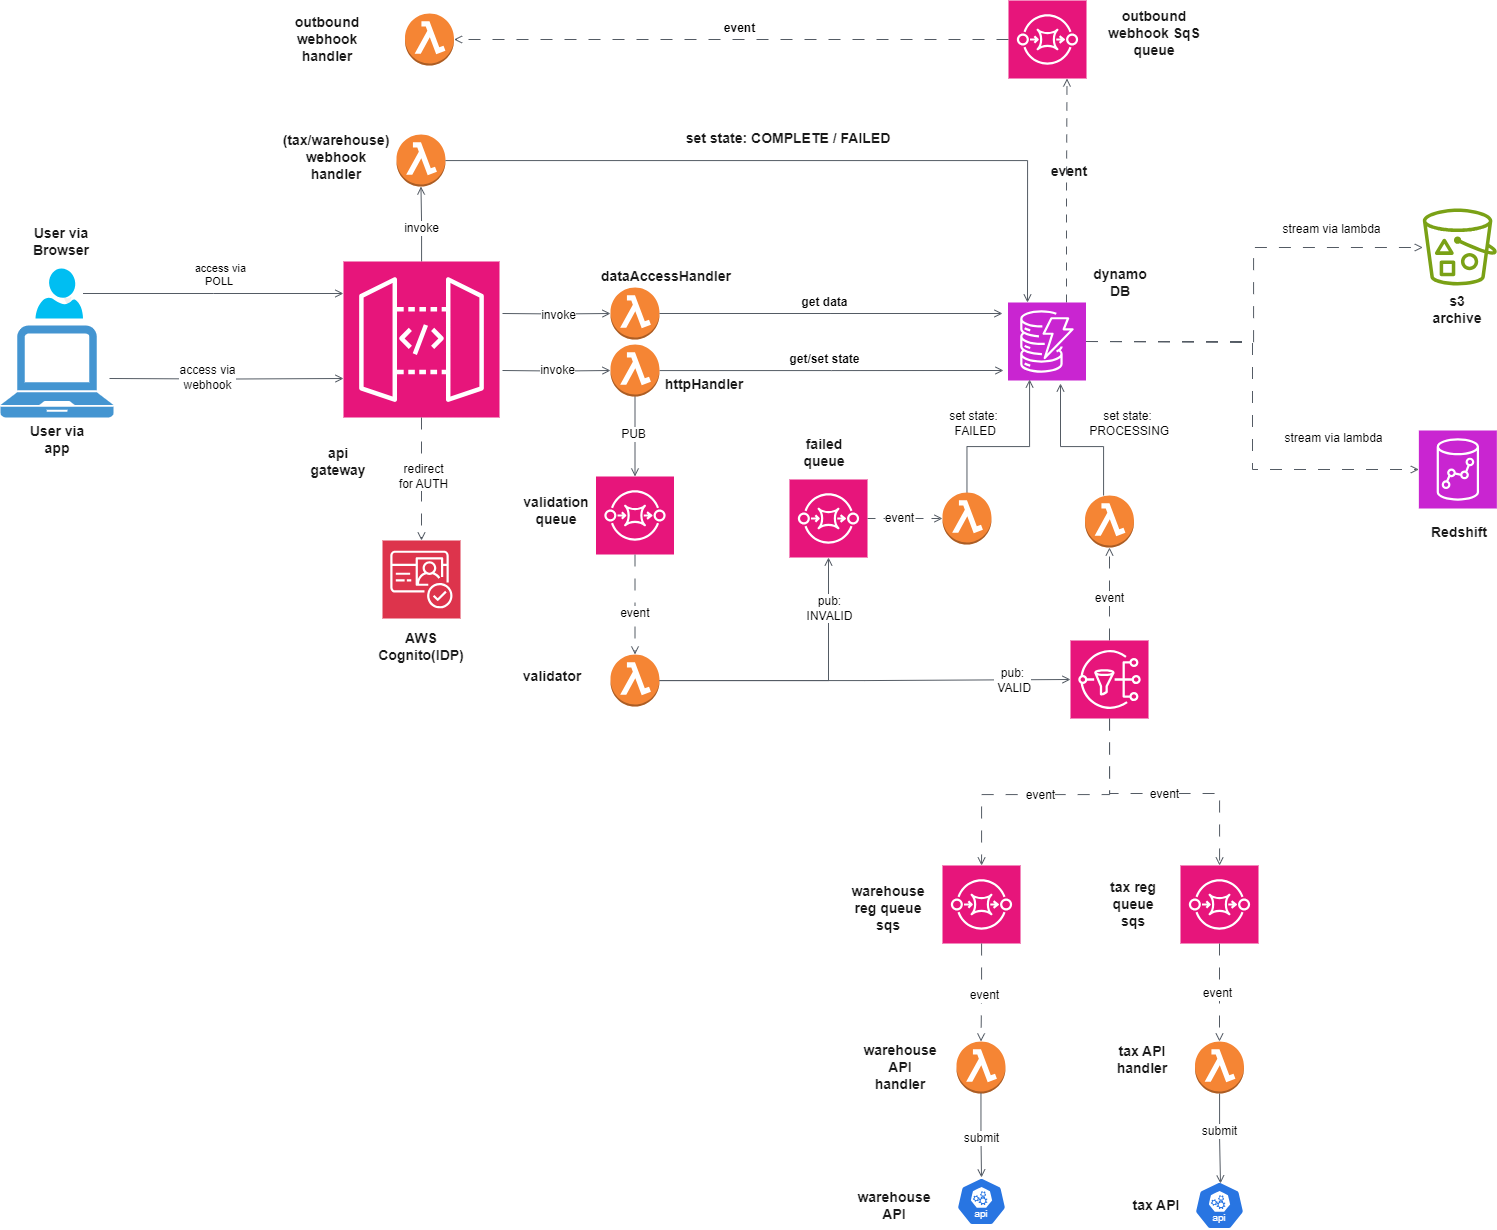 outbound
webhook
handler
event
outbound
webhook SqS
queue
(tax/warehouse)
webhook
handler
set state: COMPLETE / FAILED
event
invoke
User via
Browser
access via
POLL
dataAccessHandler
invoke
get data
dynamo
DB
stream via lambda
s3
archive
access via
webhook
invoke
get/set state
httpHandler
User via
app
api
gateway
PUB
set state:
FAILED
set state:
PROCESSING
stream via lambda
failed
queue
redirect
for AUTH
validation
queue
event
Redshift
event
pub:
INVALID
event
AWS
Cognito(IDP)
validator
pub:
VALID
event
event
warehouse
reg queue
sqs
tax reg
queue
sqs
event
event
warehouse
API
handler
tax API
handler
submit
submit
warehouse
API
api
tax API
api